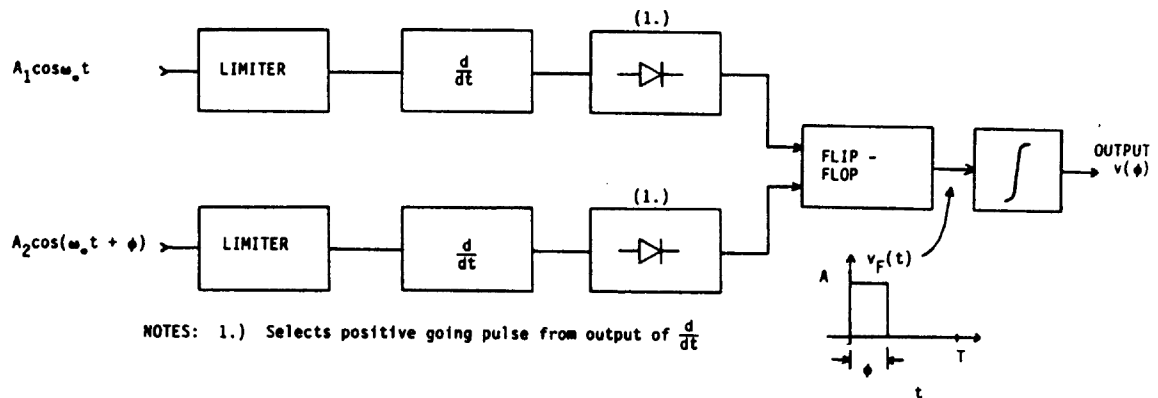 (1.)
A₁cosω₀t
LIMITER
d/dt
FLIP -
FLOP
∫
OUTPUT
v(φ)
(1.)
A₂cos(ω₀t + φ)
LIMITER
d/dt
v_F(t)
A
T
φ
t
NOTES: 1.) Selects positive going pulse from output of d/dt